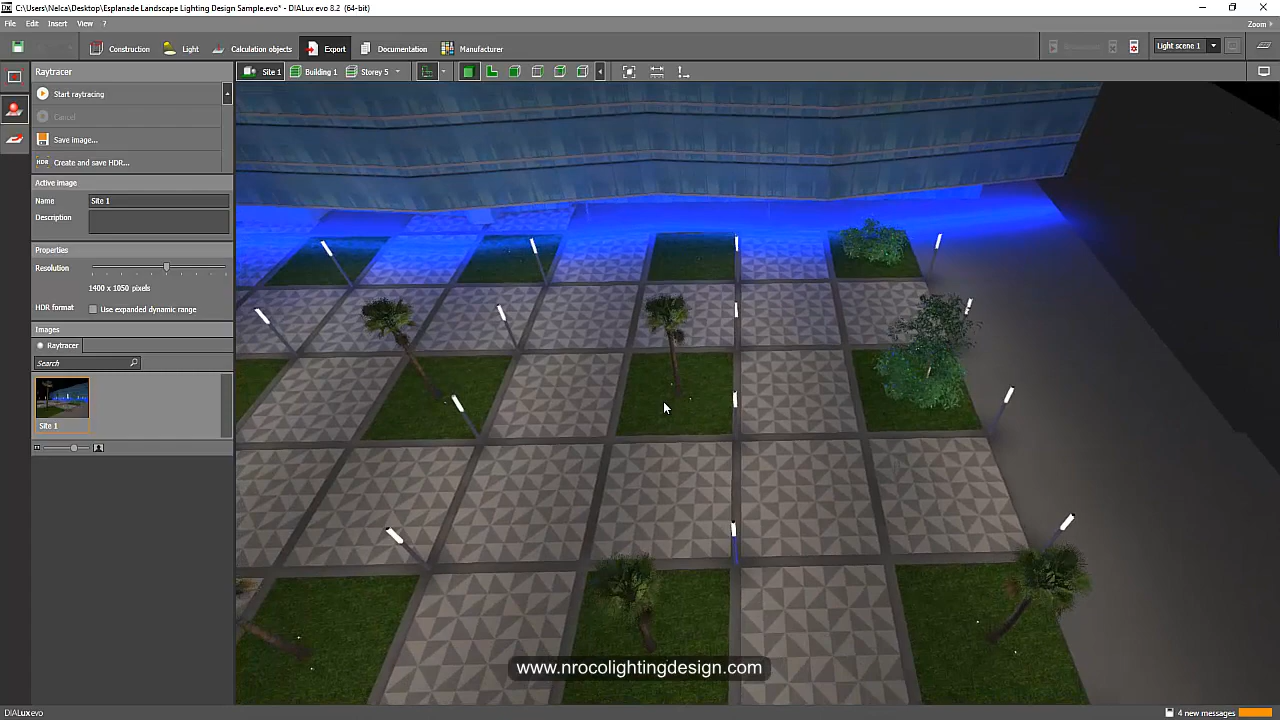 C:\Users\Nelca\Desktop\Esplanade Landscape Lighting Design Sample.evo* - DIALux evo 8.2 (64-bit)
File Edit Insert View ?
Zoom
Construction Light Calculation objects Export Documentation Manufacturer
Light scene 1
Raytracer
Site 1 Building 1 Storey 5
Start raytracing
Cancel
Save image...
HDR Create and save HDR...
Active image
Name Site 1
Description
Properties
Resolution
1400 x 1050 pixels
HDR format Use expanded dynamic range
Images
Raytracer
Search
Site 1
www.nrocolightingdesign.com
DIALuxevo
4 new messages